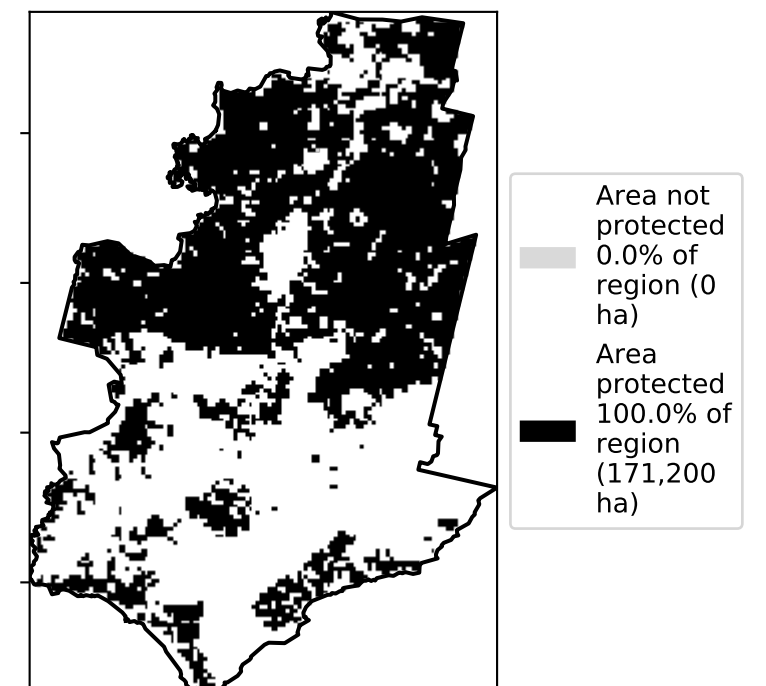 Area not
protected
0.0% of
region (0
ha)
Area
protected
100.0% of
region
(171,200
ha)